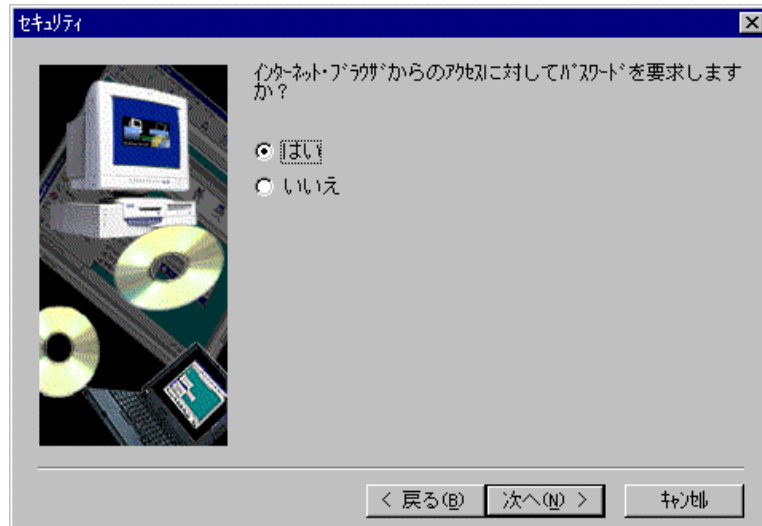 セキュリティ
ｲﾝﾀｰﾈｯﾄ･ﾌﾞﾗｳｻﾞからのｱｸｾｽに対してﾊﾟｽﾜｰﾄﾞを要求します
か？
はい
いいえ
< 戻る(B)
次へ(N) >
ｷｬﾝｾﾙ